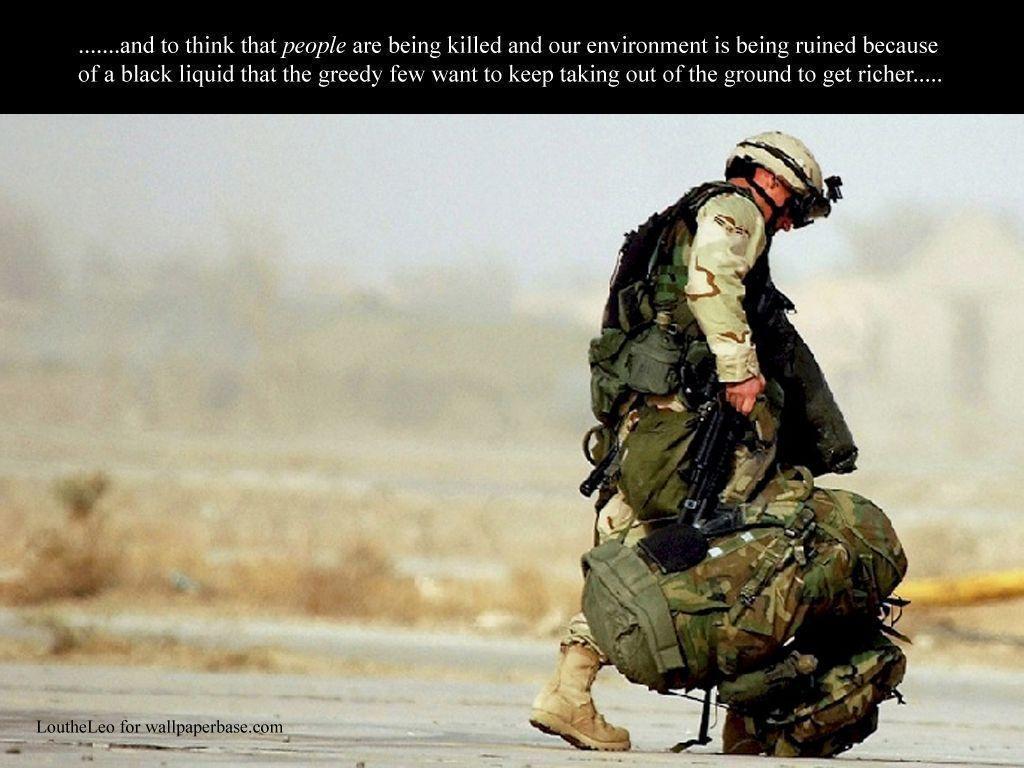 .......and to think that people are being killed and our environment is being ruined because
of a black liquid that the greedy few want to keep taking out of the ground to get richer.....
LoutheLeo for wallpaperbase.com